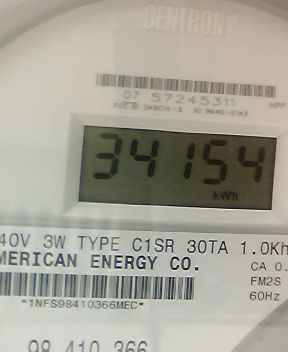 CENTRON®
07 57245311
34154
kWh
40V 3W TYPE C1SR 30TA 1.0Kh
MERICAN ENERGY CO.
CA 0.
FM2S
*1NFS98410366MEC*
60Hz
98 410 366